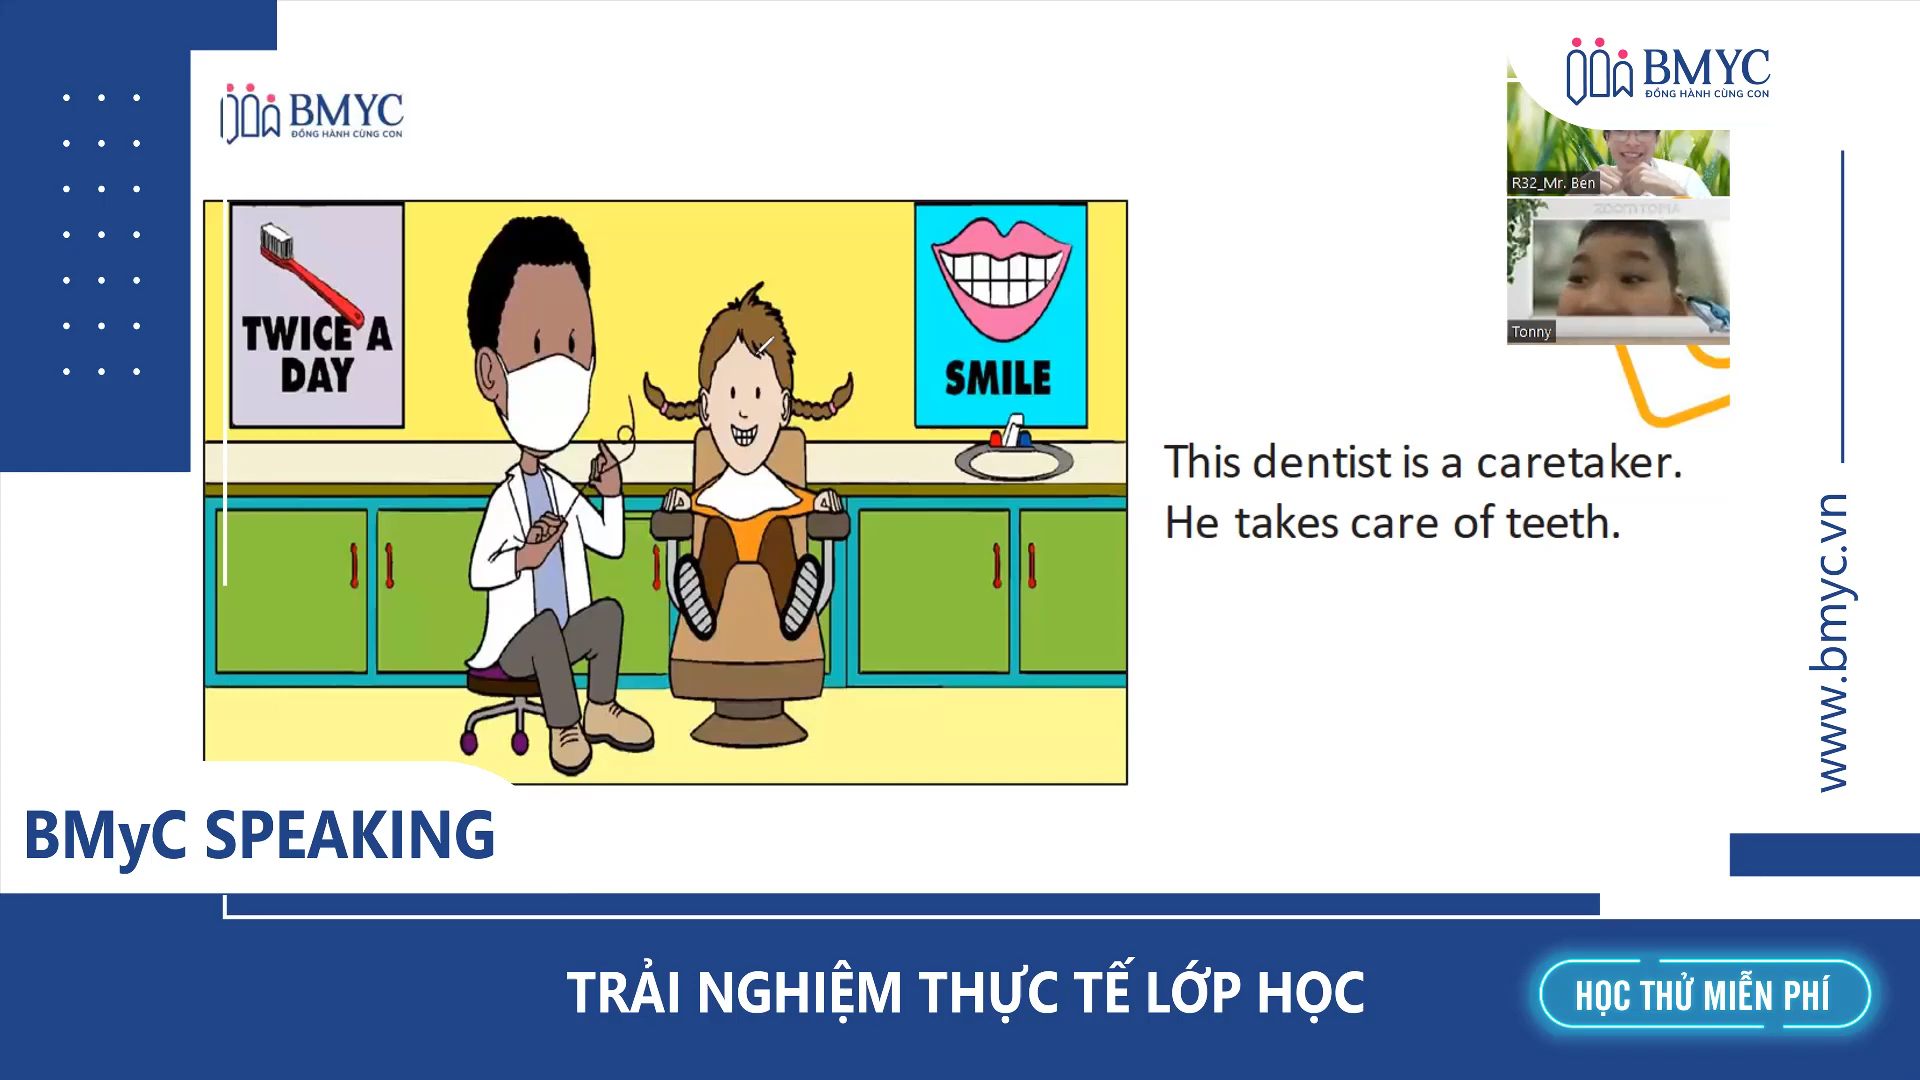 BMYC
ĐỒNG HÀNH CÙNG CON
BMYC
ĐỒNG HÀNH CÙNG CON
R32_Mr. Ben
ZOOMTOPIA
Tonny
TWICE A
DAY
SMILE
This dentist is a caretaker.
He takes care of teeth.
www.bmyc.vn
BMyC SPEAKING
TRẢI NGHIỆM THỰC TẾ LỚP HỌC
HỌC THỬ MIỄN PHÍ